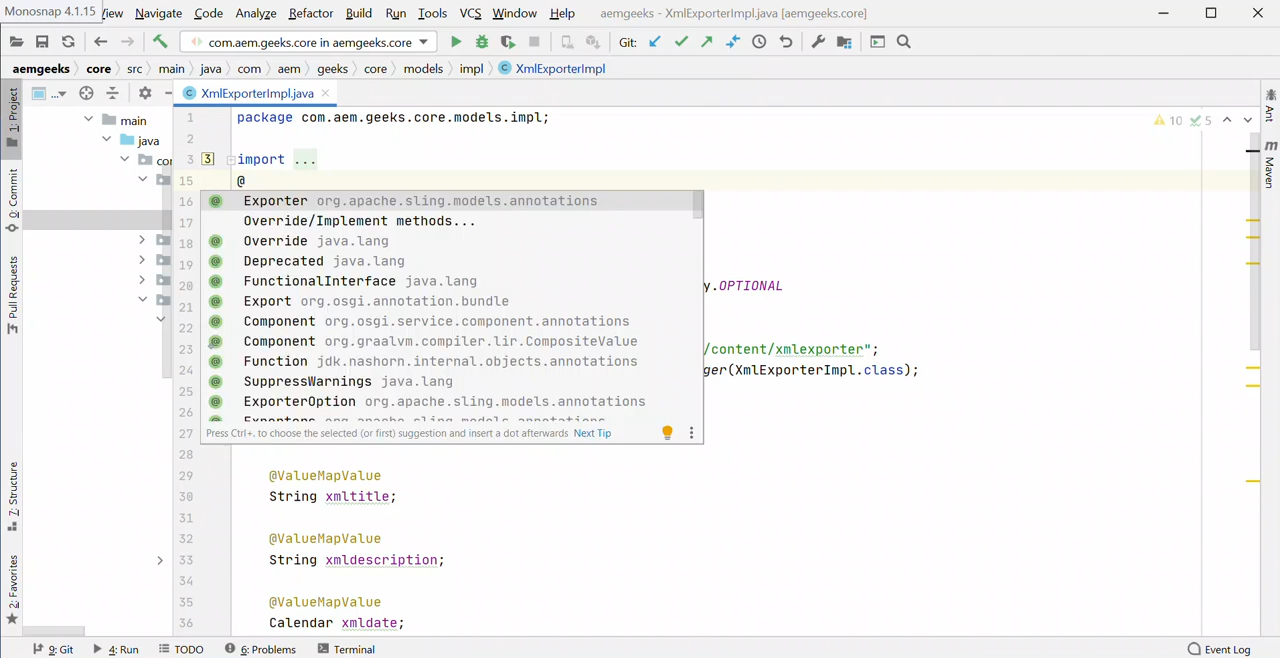 Monosnap 4.1.15
View Navigate Code Analyze Refactor Build Run Tools VCS Window Help aemgeeks - XmlExporterImpl.java [aemgeeks.core]
com.aem.geeks.core in aemgeeks.core Git:
aemgeeks core src main java com aem geeks core models impl XmlExporterImpl
... XmlExporterImpl.java
1: Project
0: Commit
Pull Requests
7: Structure
2: Favorites
main
java
1 package com.aem.geeks.core.models.impl;
10 5
2
3 3 import ...
15 @
16
Exporter org.apache.sling.models.annotations
17
Override/Implement methods...
18
Override java.lang
19
Deprecated java.lang
20 y.OPTIONAL
FunctionalInterface java.lang
21
Export org.osgi.annotation.bundle
22
Component org.osgi.service.component.annotations
Component org.graalvm.compiler.lir.CompositeValue
23 /content/xmlexporter";
Function jdk.nashorn.internal.objects.annotations
24 ger(XmlExporterImpl.class);
SuppressWarnings java.lang
25
ExporterOption org.apache.sling.models.annotations
26
Exporters org.apache.sling.models.annotations
27
Press Ctrl+. to choose the selected (or first) suggestion and insert a dot afterwards Next Tip
28
29 @ValueMapValue
30 String xmltitle;
31
32 @ValueMapValue
33 String xmldescription;
34
35 @ValueMapValue
36 Calendar xmldate;
Ant
m
Maven
9: Git 4: Run TODO 6: Problems Terminal Event Log